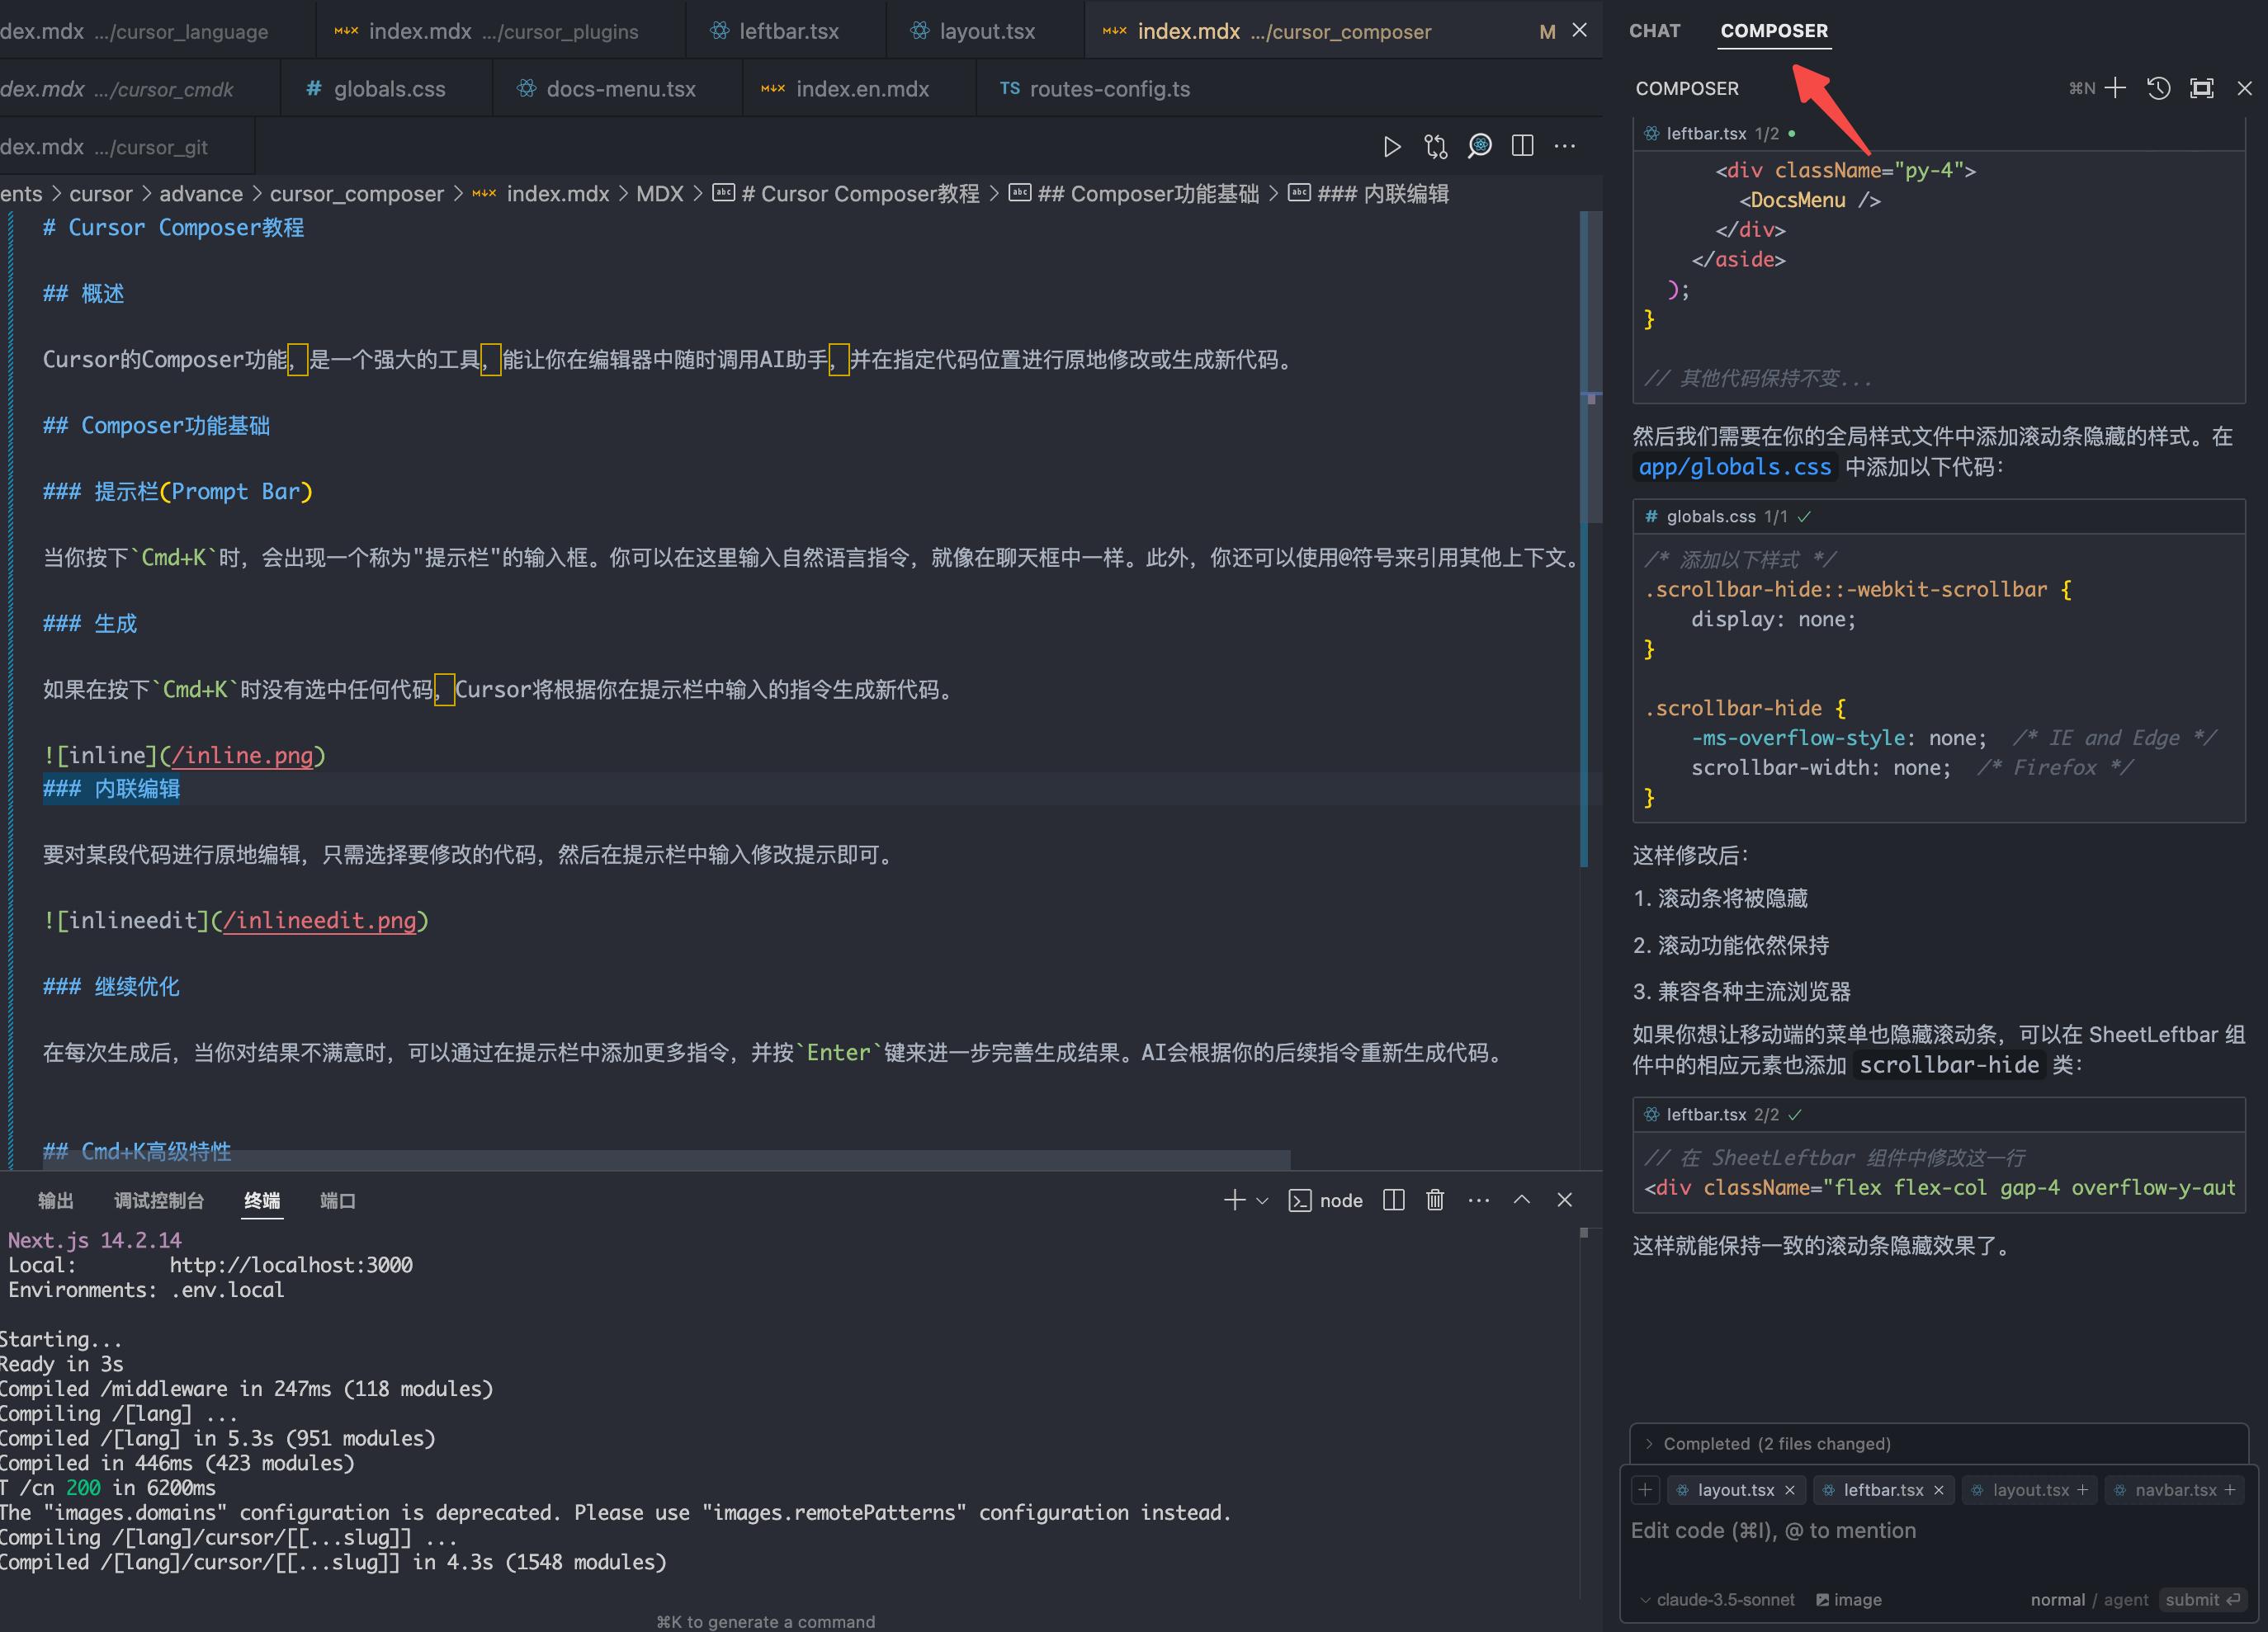 dex.mdx .../cursor_language
index.mdx .../cursor_plugins
leftbar.tsx
layout.tsx
index.mdx .../cursor_composer M
dex.mdx .../cursor_cmdk
# globals.css
docs-menu.tsx
index.en.mdx
TS routes-config.ts
dex.mdx .../cursor_git
ents > cursor > advance > cursor_composer > index.mdx > MDX > # Cursor Composer教程 > ## Composer功能基础 > ### 内联编辑
# Cursor Composer教程
## 概述
Cursor的Composer功能，是一个强大的工具，能让你在编辑器中随时调用AI助手，并在指定代码位置进行原地修改或生成新代码。
## Composer功能基础
### 提示栏(Prompt Bar)
当你按下`Cmd+K`时，会出现一个称为"提示栏"的输入框。你可以在这里输入自然语言指令，就像在聊天框中一样。此外，你还可以使用@符号来引用其他上下文。
### 生成
如果在按下`Cmd+K`时没有选中任何代码，Cursor将根据你在提示栏中输入的指令生成新代码。
![inline](/inline.png)
### 内联编辑
要对某段代码进行原地编辑，只需选择要修改的代码，然后在提示栏中输入修改提示即可。
![inlineedit](/inlineedit.png)
### 继续优化
在每次生成后，当你对结果不满意时，可以通过在提示栏中添加更多指令，并按`Enter`键来进一步完善生成结果。AI会根据你的后续指令重新生成代码。
## Cmd+K高级特性
输出 调试控制台 终端 端口
node
Next.js 14.2.14
Local: http://localhost:3000
Environments: .env.local
Starting...
Ready in 3s
Compiled /middleware in 247ms (118 modules)
Compiling /[lang] ...
Compiled /[lang] in 5.3s (951 modules)
Compiled in 446ms (423 modules)
T /cn 200 in 6200ms
The "images.domains" configuration is deprecated. Please use "images.remotePatterns" configuration instead.
Compiling /[lang]/cursor/[[...slug]] ...
Compiled /[lang]/cursor/[[...slug]] in 4.3s (1548 modules)
⌘K to generate a command
CHAT COMPOSER
COMPOSER ⌘N
leftbar.tsx 1/2
<div className="py-4">
<DocsMenu />
</div>
</aside>
);
}
// 其他代码保持不变...
然后我们需要在你的全局样式文件中添加滚动条隐藏的样式。在
app/globals.css 中添加以下代码：
# globals.css 1/1
/* 添加以下样式 */
.scrollbar-hide::-webkit-scrollbar {
display: none;
}
.scrollbar-hide {
-ms-overflow-style: none; /* IE and Edge */
scrollbar-width: none; /* Firefox */
}
这样修改后：
1. 滚动条将被隐藏
2. 滚动功能依然保持
3. 兼容各种主流浏览器
如果你想让移动端的菜单也隐藏滚动条，可以在 SheetLeftbar 组
件中的相应元素也添加 scrollbar-hide 类：
leftbar.tsx 2/2
// 在 SheetLeftbar 组件中修改这一行
<div className="flex flex-col gap-4 overflow-y-aut
这样就能保持一致的滚动条隐藏效果了。
Completed (2 files changed)
layout.tsx leftbar.tsx layout.tsx navbar.tsx
Edit code (⌘I), @ to mention
claude-3.5-sonnet image normal / agent submit